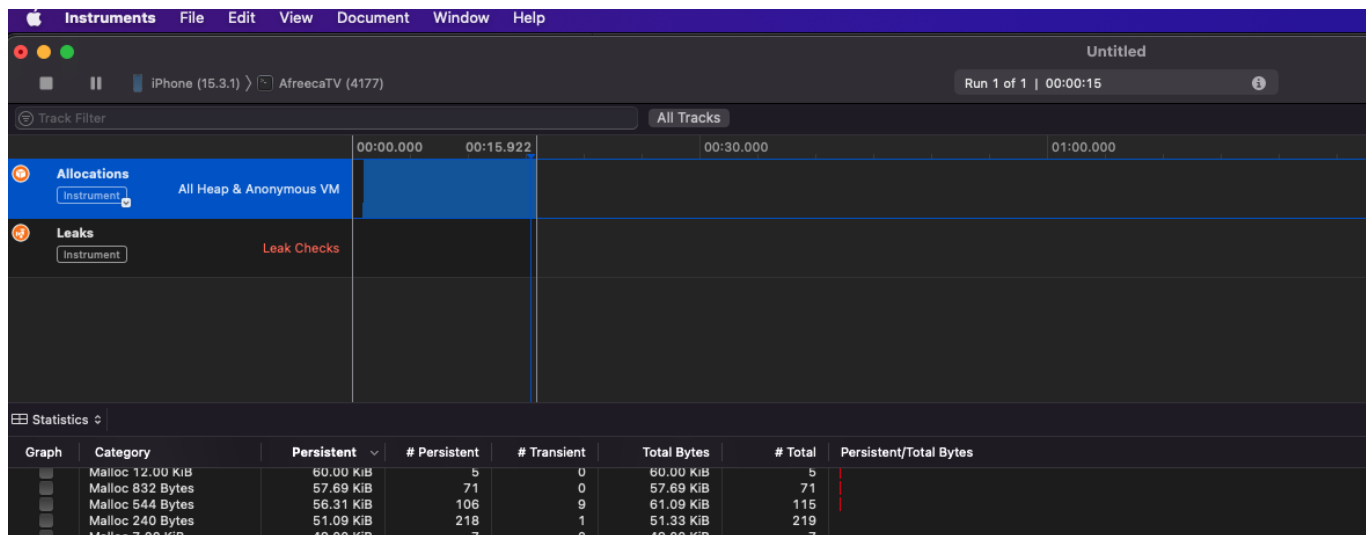 Instruments File Edit View Document Window Help
Untitled
iPhone (15.3.1) 〉 AfreecaTV (4177)
Run 1 of 1 | 00:00:15
Track Filter
All Tracks
00:00.000 00:15.922 00:30.000 01:00.000
Allocations
Instrument
All Heap & Anonymous VM
Leaks
Instrument
Leak Checks
Statistics
Graph Category Persistent # Persistent # Transient Total Bytes # Total Persistent/Total Bytes
Malloc 12.00 KiB 60.00 KiB 5 0 60.00 KiB 5
Malloc 832 Bytes 57.69 KiB 71 0 57.69 KiB 71
Malloc 544 Bytes 56.31 KiB 106 9 61.09 KiB 115
Malloc 240 Bytes 51.09 KiB 218 1 51.33 KiB 219